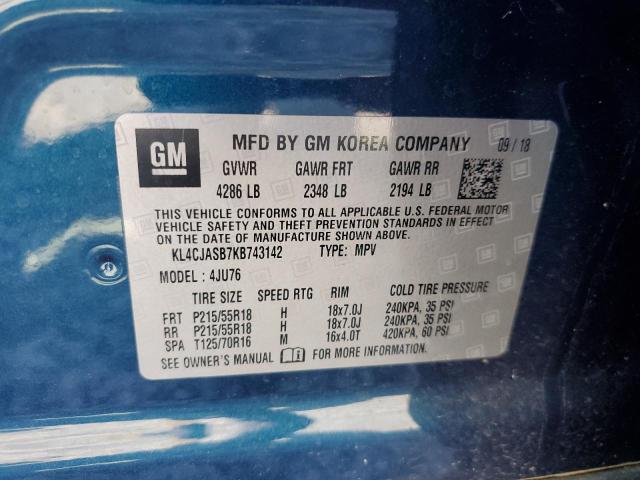 GM MFD BY GM KOREA COMPANY 09/18
GVWR GAWR FRT GAWR RR
4286 LB 2348 LB 2194 LB
THIS VEHICLE CONFORMS TO ALL APPLICABLE U.S. FEDERAL MOTOR
VEHICLE SAFETY AND THEFT PREVENTION STANDARDS IN EFFECT
ON THE DATE OF MANUFACTURE SHOWN ABOVE.
KL4CJASB7KB743142 TYPE: MPV
MODEL : 4JU76
TIRE SIZE SPEED RTG RIM COLD TIRE PRESSURE
FRT P215/55R18 H 18x7.0J 240KPA, 35 PSI
RR P215/55R18 H 18x7.0J 240KPA, 35 PSI
SPA T125/70R16 M 16x4.0T 420KPA, 60 PSI
SEE OWNER'S MANUAL FOR MORE INFORMATION.